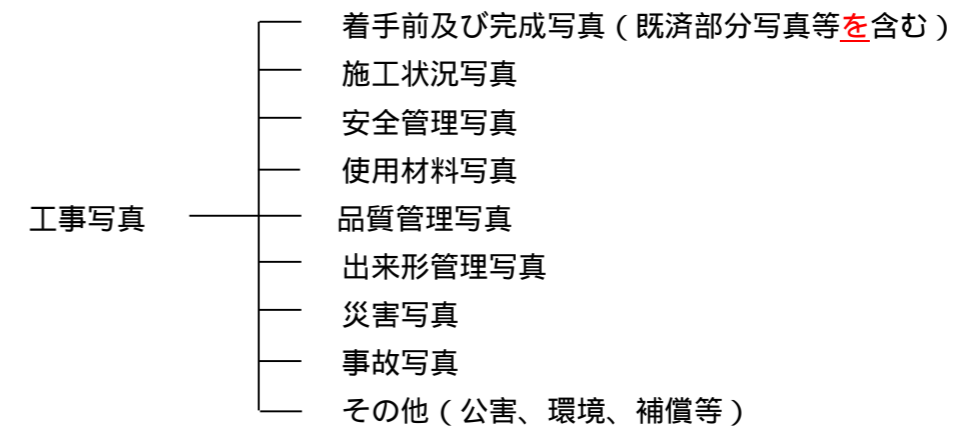 着手前及び完成写真(既済部分写真等を含む)
施工状況写真
安全管理写真
使用材料写真
工事写真 品質管理写真
出来形管理写真
災害写真
事故写真
その他(公害、環境、補償等)